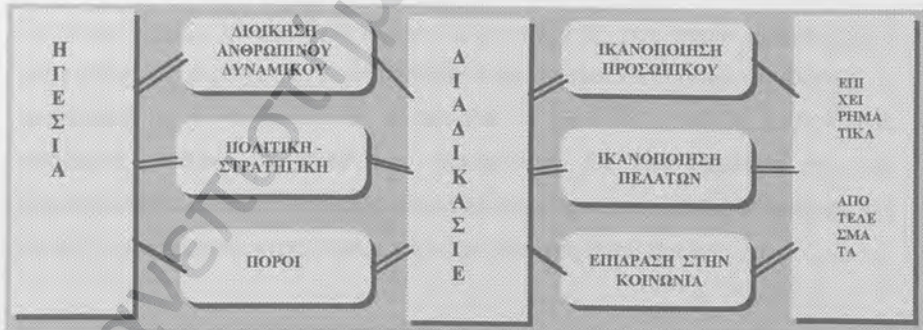 Η
Γ
Ε
Σ
Ι
Α
ΔΙΟΙΚΗΣΗ
ΑΝΘΡΩΠΙΝΟΥ
ΔΥΝΑΜΙΚΟΥ
ΠΟΛΙΤΙΚΗ -
ΣΤΡΑΤΗΓΙΚΗ
ΠΟΡΟΙ
Δ
Ι
Α
Δ
Ι
Κ
Α
Σ
Ι
Ε
ΙΚΑΝΟΠΟΙΗΣΗ
ΠΡΟΣΩΠΙΚΟΥ
ΙΚΑΝΟΠΟΙΗΣΗ
ΠΕΛΑΤΩΝ
ΕΠΙΔΡΑΣΗ ΣΤΗΝ
ΚΟΙΝΩΝΙΑ
ΕΠΙ
ΧΕΙ
ΡΗΜΑ
ΤΙΚΑ
ΑΠΟ
ΤΕΛΕ
ΣΜΑ
ΤΑ